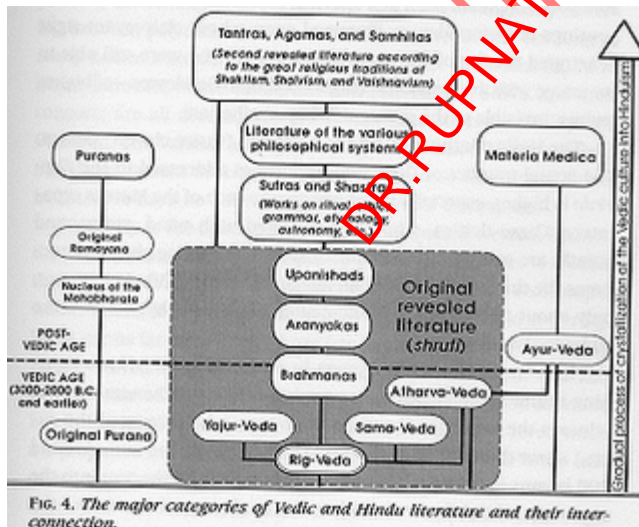 Tantras, Agamas, and Samhitas
(Second revealed literature according
to the great religious traditions of
Shaktism, Shaivism, and Vaishnavism)
Literature of the various
philosophical systems
Puranas
Materia Medica
Sutras and Shastras
(Works on ritual, ethics,
grammar, etymology,
astronomy, etc.)
Original
Ramayana
Nucleus of the
Mahabharata
Upanishads
Original
revealed
literature
(shruti)
Aranyakas
POST-
VEDIC AGE
Ayur-Veda
Brahmanas
VEDIC AGE
(3000-2000 B.C.
and earlier)
Atharva-Veda
Yajur-Veda
Sama-Veda
Original Purana
Rig-Veda
Gradual process of crystallization of the Vedic culture into Hinduism
DR.RUPNAT
FIG. 4. The major categories of Vedic and Hindu literature and their inter-
connection.